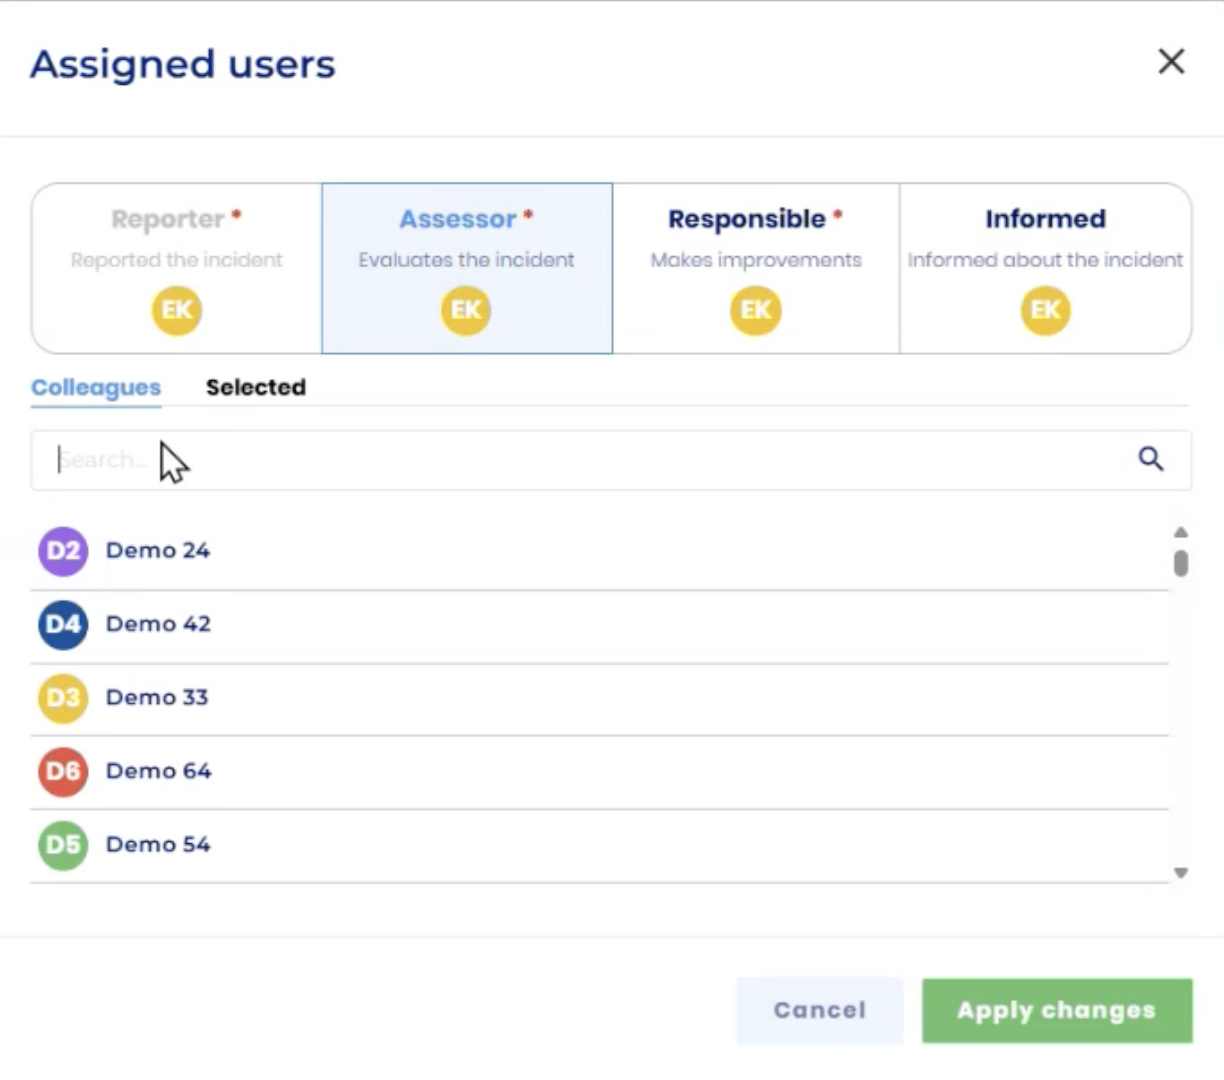 Assigned users
Reporter * Assessor * Responsible * Informed
Reported the incident Evaluates the incident Makes improvements Informed about the incident
EK EK EK EK
Colleagues Selected
Search...
D2 Demo 24
D4 Demo 42
D3 Demo 33
D6 Demo 64
D5 Demo 54
Cancel Apply changes